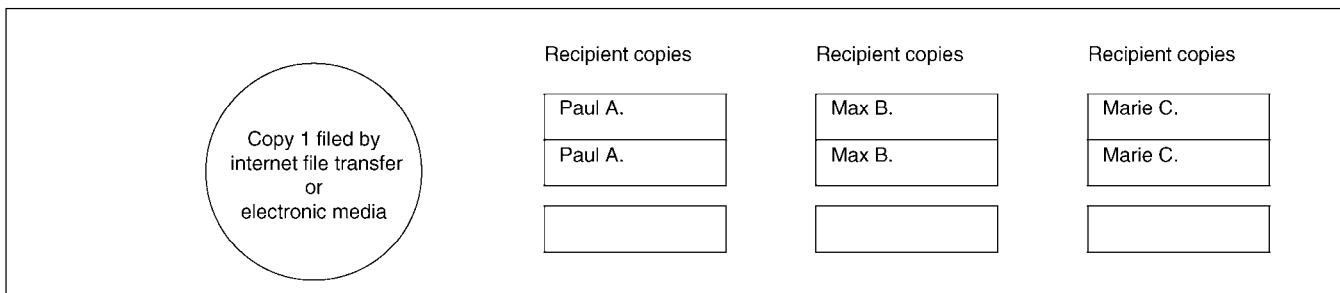 Copy 1 filed by
internet file transfer
or
electronic media
Recipient copies
Paul A.
Paul A.
Recipient copies
Max B.
Max B.
Recipient copies
Marie C.
Marie C.